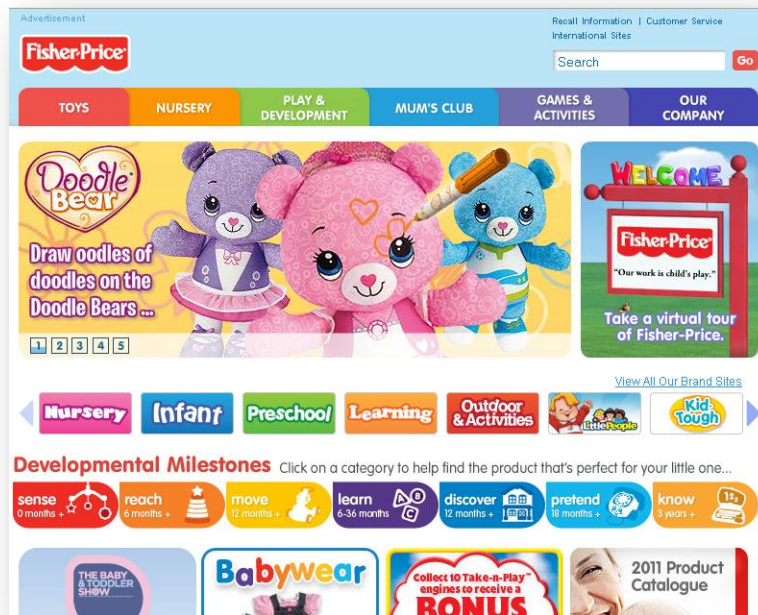 Advertisement
Recall Information | Customer Service
International Sites
Fisher-Price
Search
Go
TOYS
NURSERY
PLAY &
DEVELOPMENT
MUM'S CLUB
GAMES &
ACTIVITIES
OUR
COMPANY
Doodle
Bear
Draw oodles of
doodles on the
Doodle Bears ...
1 2 3 4 5
WELCOME
Fisher-Price
"Our work is child's play."
Take a virtual tour
of Fisher-Price.
View All Our Brand Sites
Nursery
Infant
Preschool
Learning
Outdoor
& Activities
Little People
Kid
Tough
Developmental Milestones Click on a category to help find the product that's perfect for your little one...
sense
0 months +
reach
6 months +
move
12 months +
learn
6-36 months
A B
C
discover
12 months +
pretend
18 months +
know
3 years +
123
THE BABY
& TODDLER
SHOW
Babywear
Collect 10 Take-n-Play™
engines to receive a
BONUS
2011 Product
Catalogue